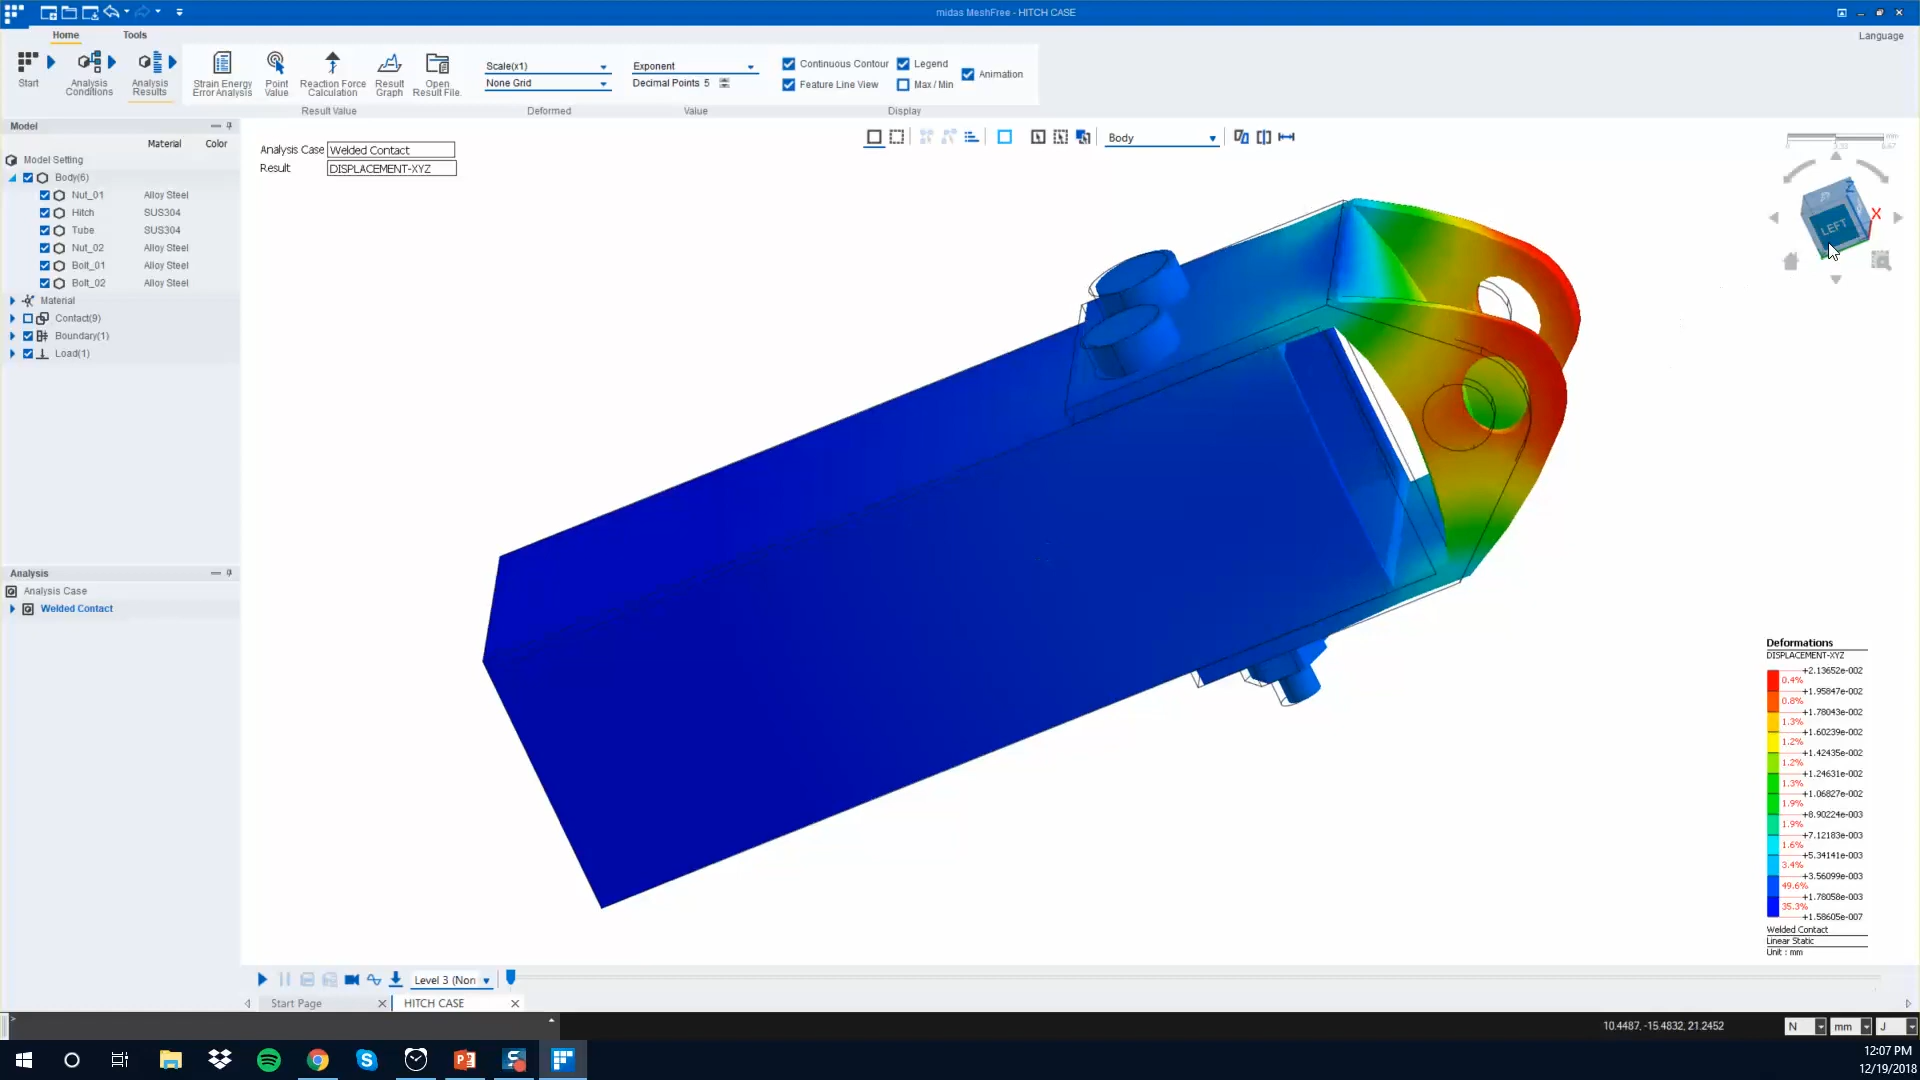 midas MeshFree - HITCH CASE
Home
Tools
Language
Start
Analysis Conditions
Analysis Results
Strain Energy Error Analysis
Point Value
Reaction Force Calculation
Result Graph
Open Result File.
Scale(x1)
None Grid
Exponent
Decimal Points 5
Continuous Contour
Legend
Animation
Feature Line View
Max / Min
Result Value
Deformed
Value
Display
Model
Material
Color
Model Setting
Body(6)
Nut_01 Alloy Steel
Hitch SUS304
Tube SUS304
Nut_02 Alloy Steel
Bolt_01 Alloy Steel
Bolt_02 Alloy Steel
Material
Contact(9)
Boundary(1)
Load(1)
Analysis Case Welded Contact
Result DISPLACEMENT-XYZ
Body
mm
Z
X
LEFT
Analysis
Analysis Case
Welded Contact
Deformations
DISPLACEMENT-XYZ
+2.13652e-002
0.4%
+1.95847e-002
0.8%
+1.78043e-002
1.3%
+1.60239e-002
1.2%
+1.42435e-002
1.2%
+1.24631e-002
1.3%
+1.06827e-002
1.9%
+8.90224e-003
1.9%
+7.12183e-003
1.6%
+5.34141e-003
3.4%
+3.56099e-003
49.6%
+1.78058e-003
35.3%
+1.58605e-007
Welded Contact
Linear Static
Unit : mm
Level 3 (Non
Start Page
HITCH CASE
>
10.4487, -15.4832, 21.2452
N
mm
J
12:07 PM
12/19/2018